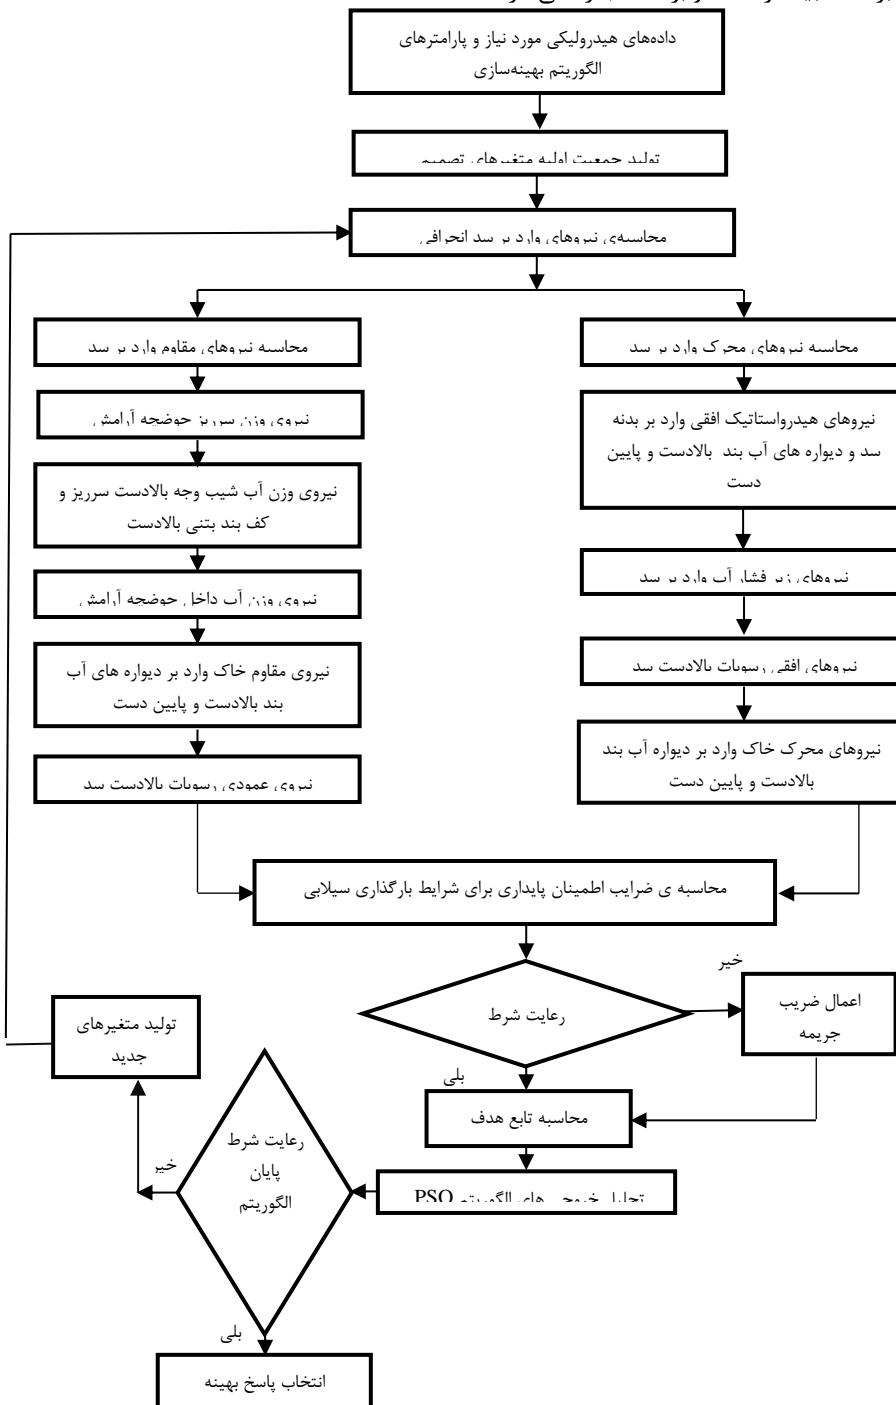 داده‌های هیدرولیکی مورد نیاز و پارامترهای
الگوریتم بهینه‌سازی
تولید جمعیت اولیه متغیرهای تصمیم
محاسبه‌ی نیروهای وارد بر سد انحرافی
محاسبه نیروهای محرک وارد بر سد
نیروهای هیدرواستاتیک افقی وارد بر بدنه
سد و دیواره های آب بند بالادست و پایین
دست
نیروهای زیر فشار آب وارد بر سد
نیروهای افقی رسوبات بالادست سد
نیروهای محرک خاک وارد بر دیواره آب بند
بالادست و پایین دست
محاسبه نیروهای مقاوم وارد بر سد
نیروی وزن سرریز حوضچه آرامش
نیروی وزن آب شیب وجه بالادست سرریز و
کف بند بتنی بالادست
نیروی وزن آب داخل حوضچه آرامش
نیروی مقاوم خاک وارد بر دیواره های آب
بند بالادست و پایین دست
نیروی عمودی رسوبات بالادست سد
محاسبه ی ضرایب اطمینان پایداری برای شرایط بارگذاری سیلابی
رعایت شرط
خیر
اعمال ضریب
جریمه
بلی
محاسبه تابع هدف
تحلیل خروجی های الگوریتم PSO
رعایت شرط
پایان
الگوریتم
خیر
تولید متغیرهای
جدید
بلی
انتخاب پاسخ بهینه